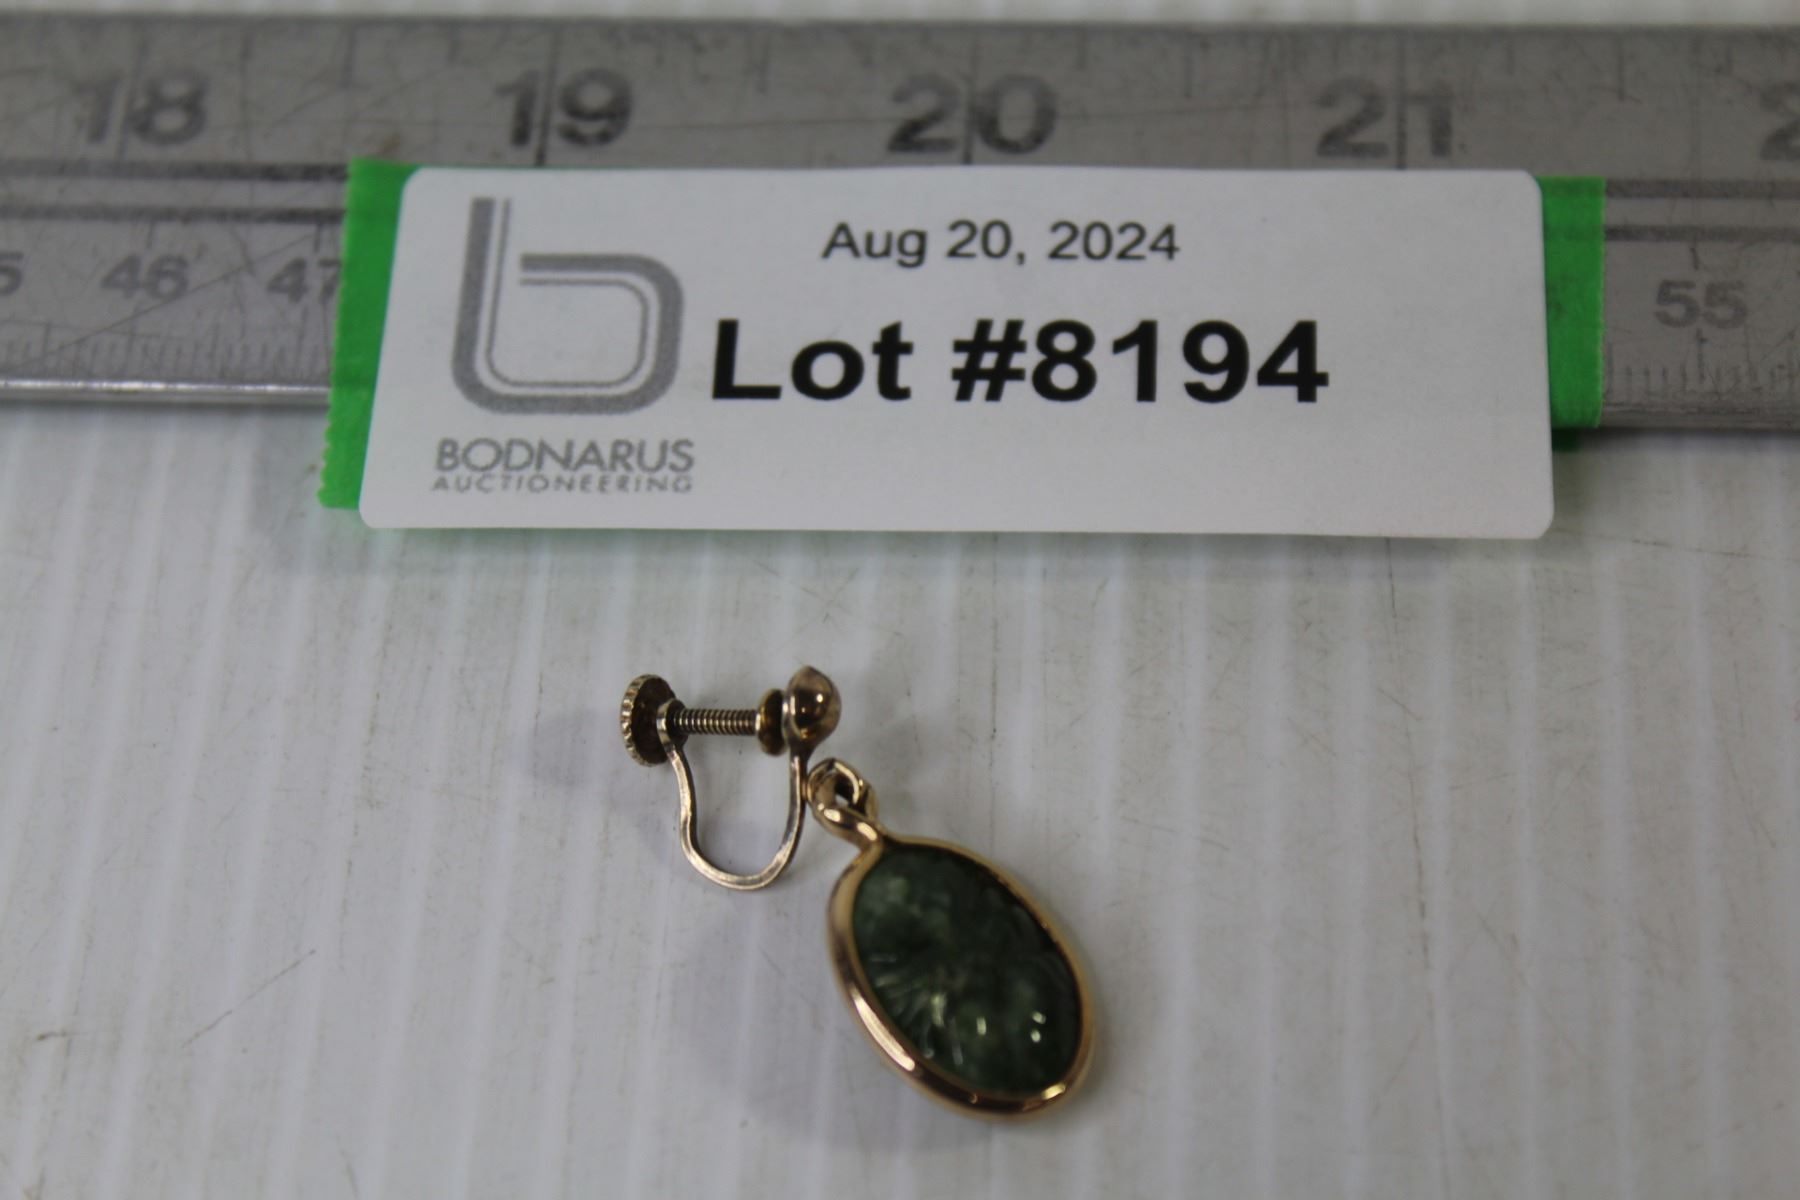 18 19 20 21
46 47 55
Aug 20, 2024
Lot #8194
BODNARUS
AUCTIONEERING